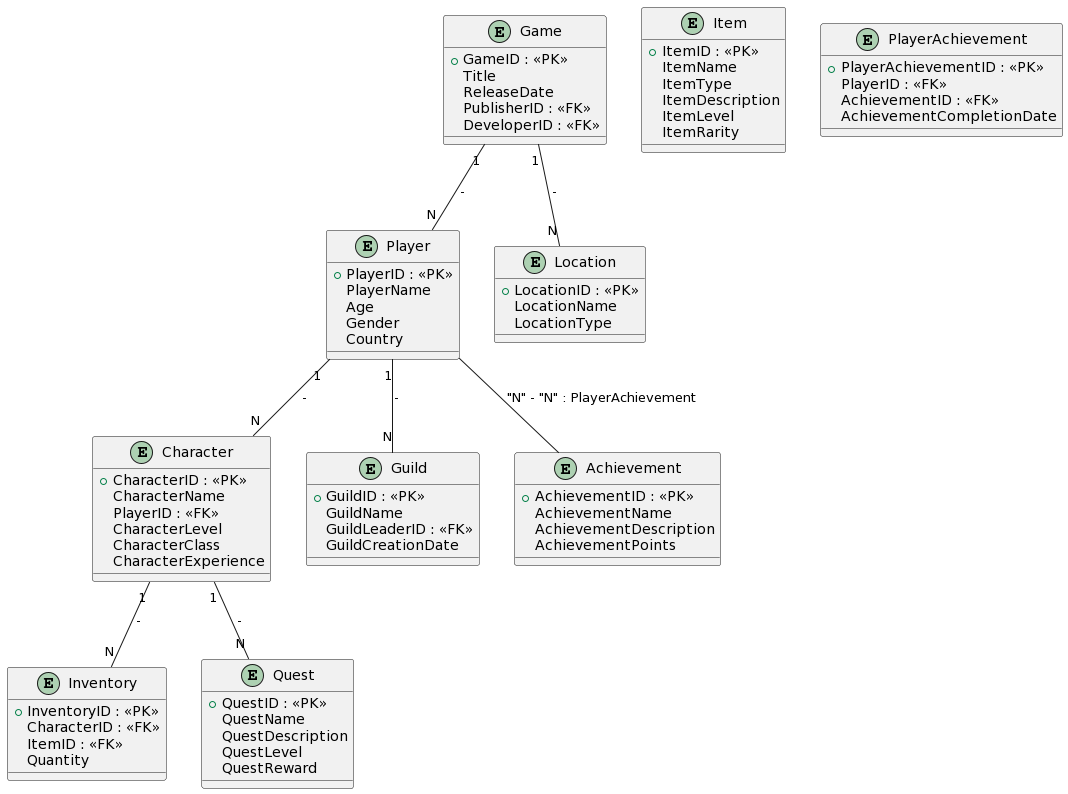 E Game
GameID : «PK»
Title
ReleaseDate
PublisherID : «FK»
DeveloperID : «FK»
E Item
ItemID : «PK»
ItemName
ItemType
ItemDescription
ItemLevel
ItemRarity
E PlayerAchievement
PlayerAchievementID : «PK»
PlayerID : «FK»
AchievementID : «FK»
AchievementCompletionDate
1
-
N
1
-
N
E Player
PlayerID : «PK»
PlayerName
Age
Gender
Country
E Location
LocationID : «PK»
LocationName
LocationType
1
-
N
1
-
N
"N" - "N" : PlayerAchievement
E Character
CharacterID : «PK»
CharacterName
PlayerID : «FK»
CharacterLevel
CharacterClass
CharacterExperience
E Guild
GuildID : «PK»
GuildName
GuildLeaderID : «FK»
GuildCreationDate
E Achievement
AchievementID : «PK»
AchievementName
AchievementDescription
AchievementPoints
1
-
N
1
-
N
E Inventory
InventoryID : «PK»
CharacterID : «FK»
ItemID : «FK»
Quantity
E Quest
QuestID : «PK»
QuestName
QuestDescription
QuestLevel
QuestReward